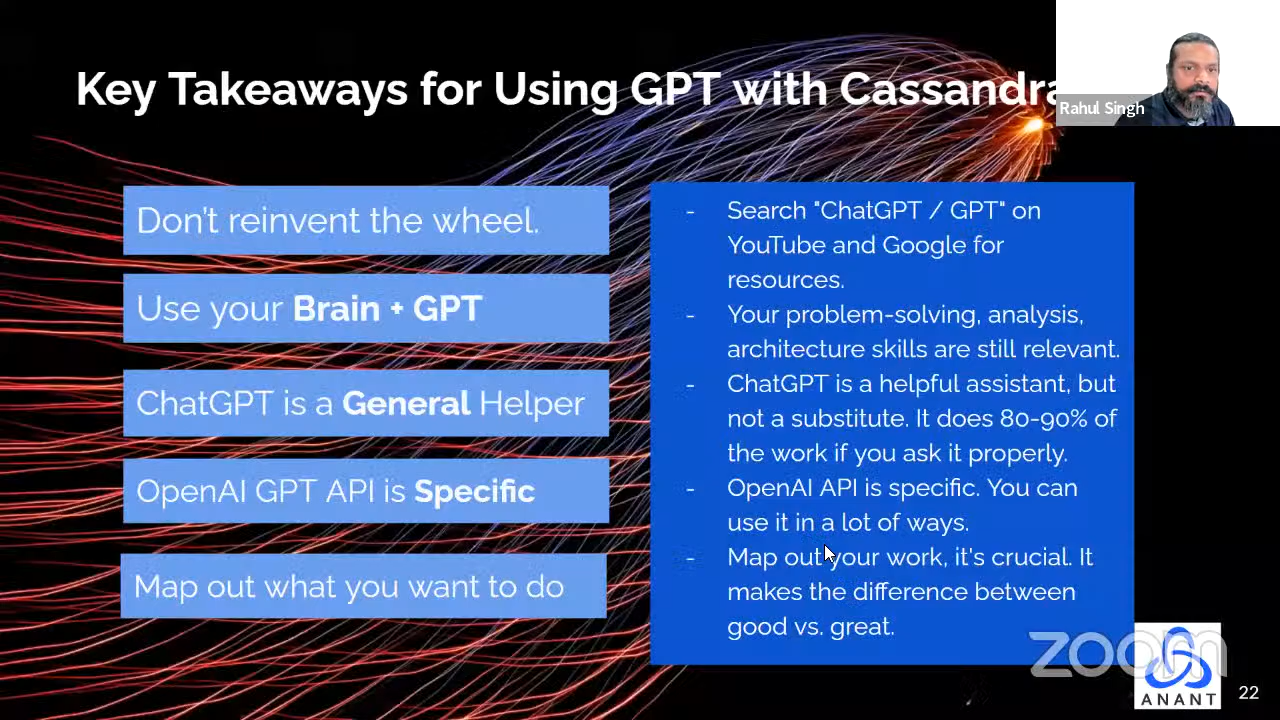 Key Takeaways for Using GPT with Cassandra
Rahul Singh
Don't reinvent the wheel.
Use your Brain + GPT
ChatGPT is a General Helper
OpenAI GPT API is Specific
Map out what you want to do
- Search "ChatGPT / GPT" on
YouTube and Google for
resources.
- Your problem-solving, analysis,
architecture skills are still relevant.
- ChatGPT is a helpful assistant, but
not a substitute. It does 80-90% of
the work if you ask it properly.
- OpenAI API is specific. You can
use it in a lot of ways.
- Map out your work, it's crucial. It
makes the difference between
good vs. great.
zoom
ANANT
22